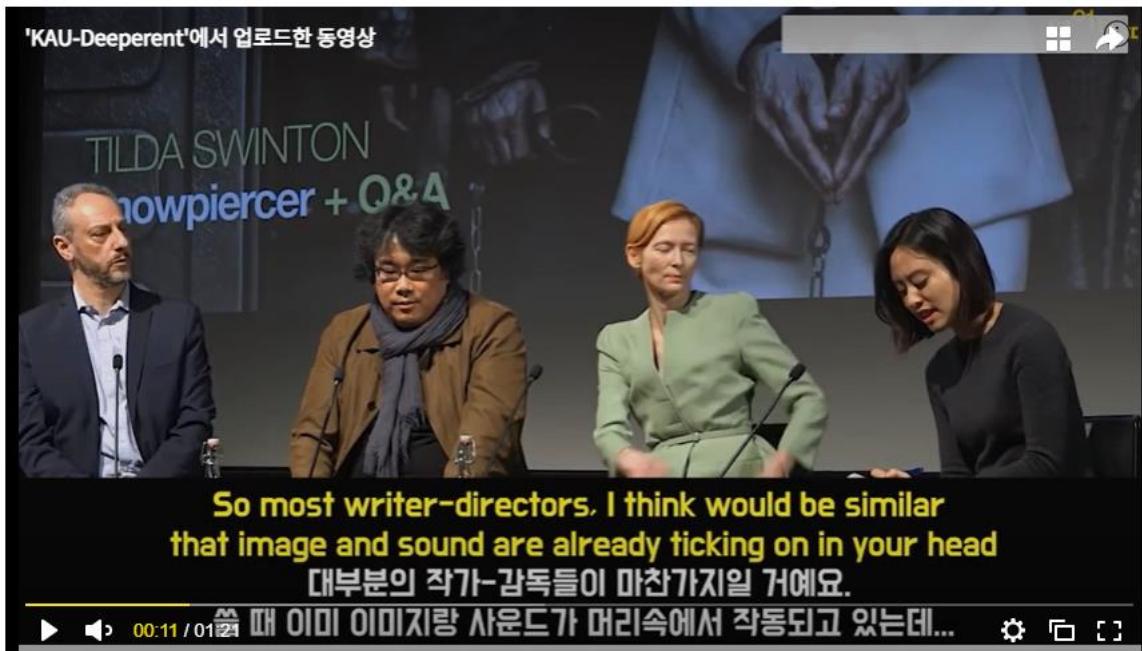 'KAU-Deeperent'에서 업로드한 동영상
TILDA SWINTON
nowpiercer + Q&A
So most writer-directors, I think would be similar
that image and sound are already ticking on in your head
대부분의 작가-감독들이 마찬가지일 거예요.
쓸 때 이미 이미지랑 사운드가 머리속에서 작동되고 있는데...
00:11 / 01:21